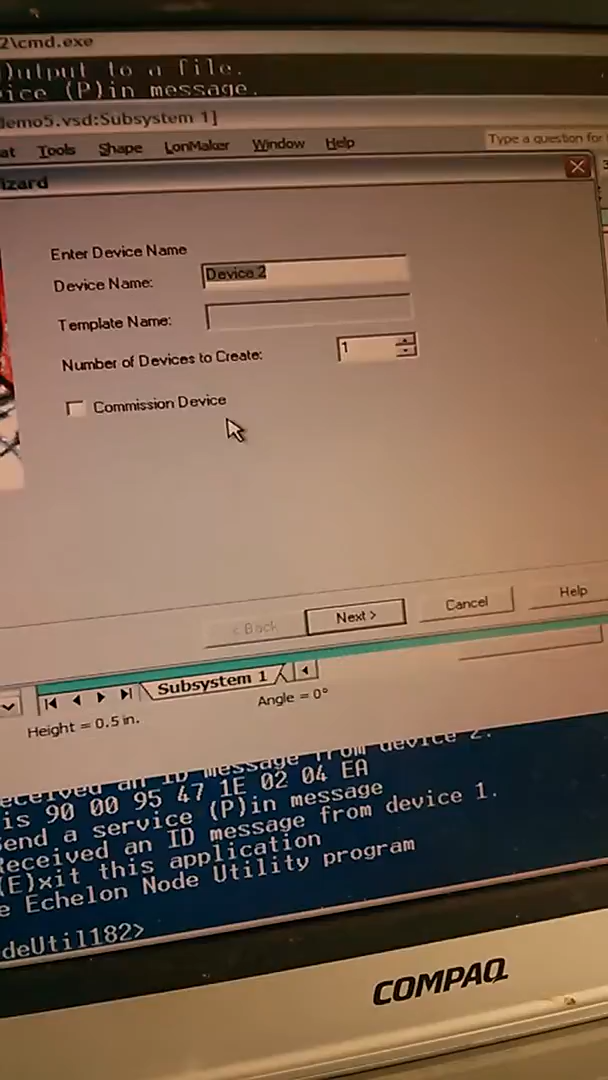 2\cmd.exe
)utput to a file.
ice (P)in message.
demo5.vsd:Subsystem 1]
at Tools Shape LonMaker Window Help
Type a question for
izard
Enter Device Name
Device Name: Device 2
Template Name:
Number of Devices to Create: 1
Commission Device
< Back Next > Cancel Help
Subsystem 1
Height = 0.5 in. Angle = 0°
eceived an ID message from device 2.
is 90 00 95 47 1E 02 04 EA
Send a service (P)in message
Received an ID message from device 1.
(E)xit this application
e Echelon Node Utility program
deUtil182>
COMPAQ